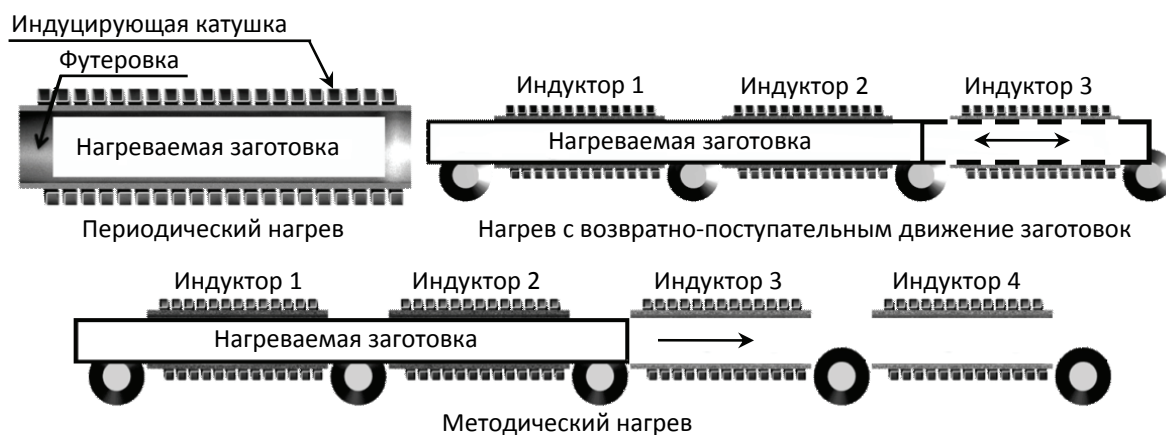 Индуцирующая катушка
Футеровка
Нагреваемая заготовка
Периодический нагрев
Индуктор 1
Индуктор 2
Индуктор 3
Нагреваемая заготовка
Нагрев с возвратно-поступательным движение заготовок
Индуктор 1
Индуктор 2
Индуктор 3
Индуктор 4
Нагреваемая заготовка
Методический нагрев